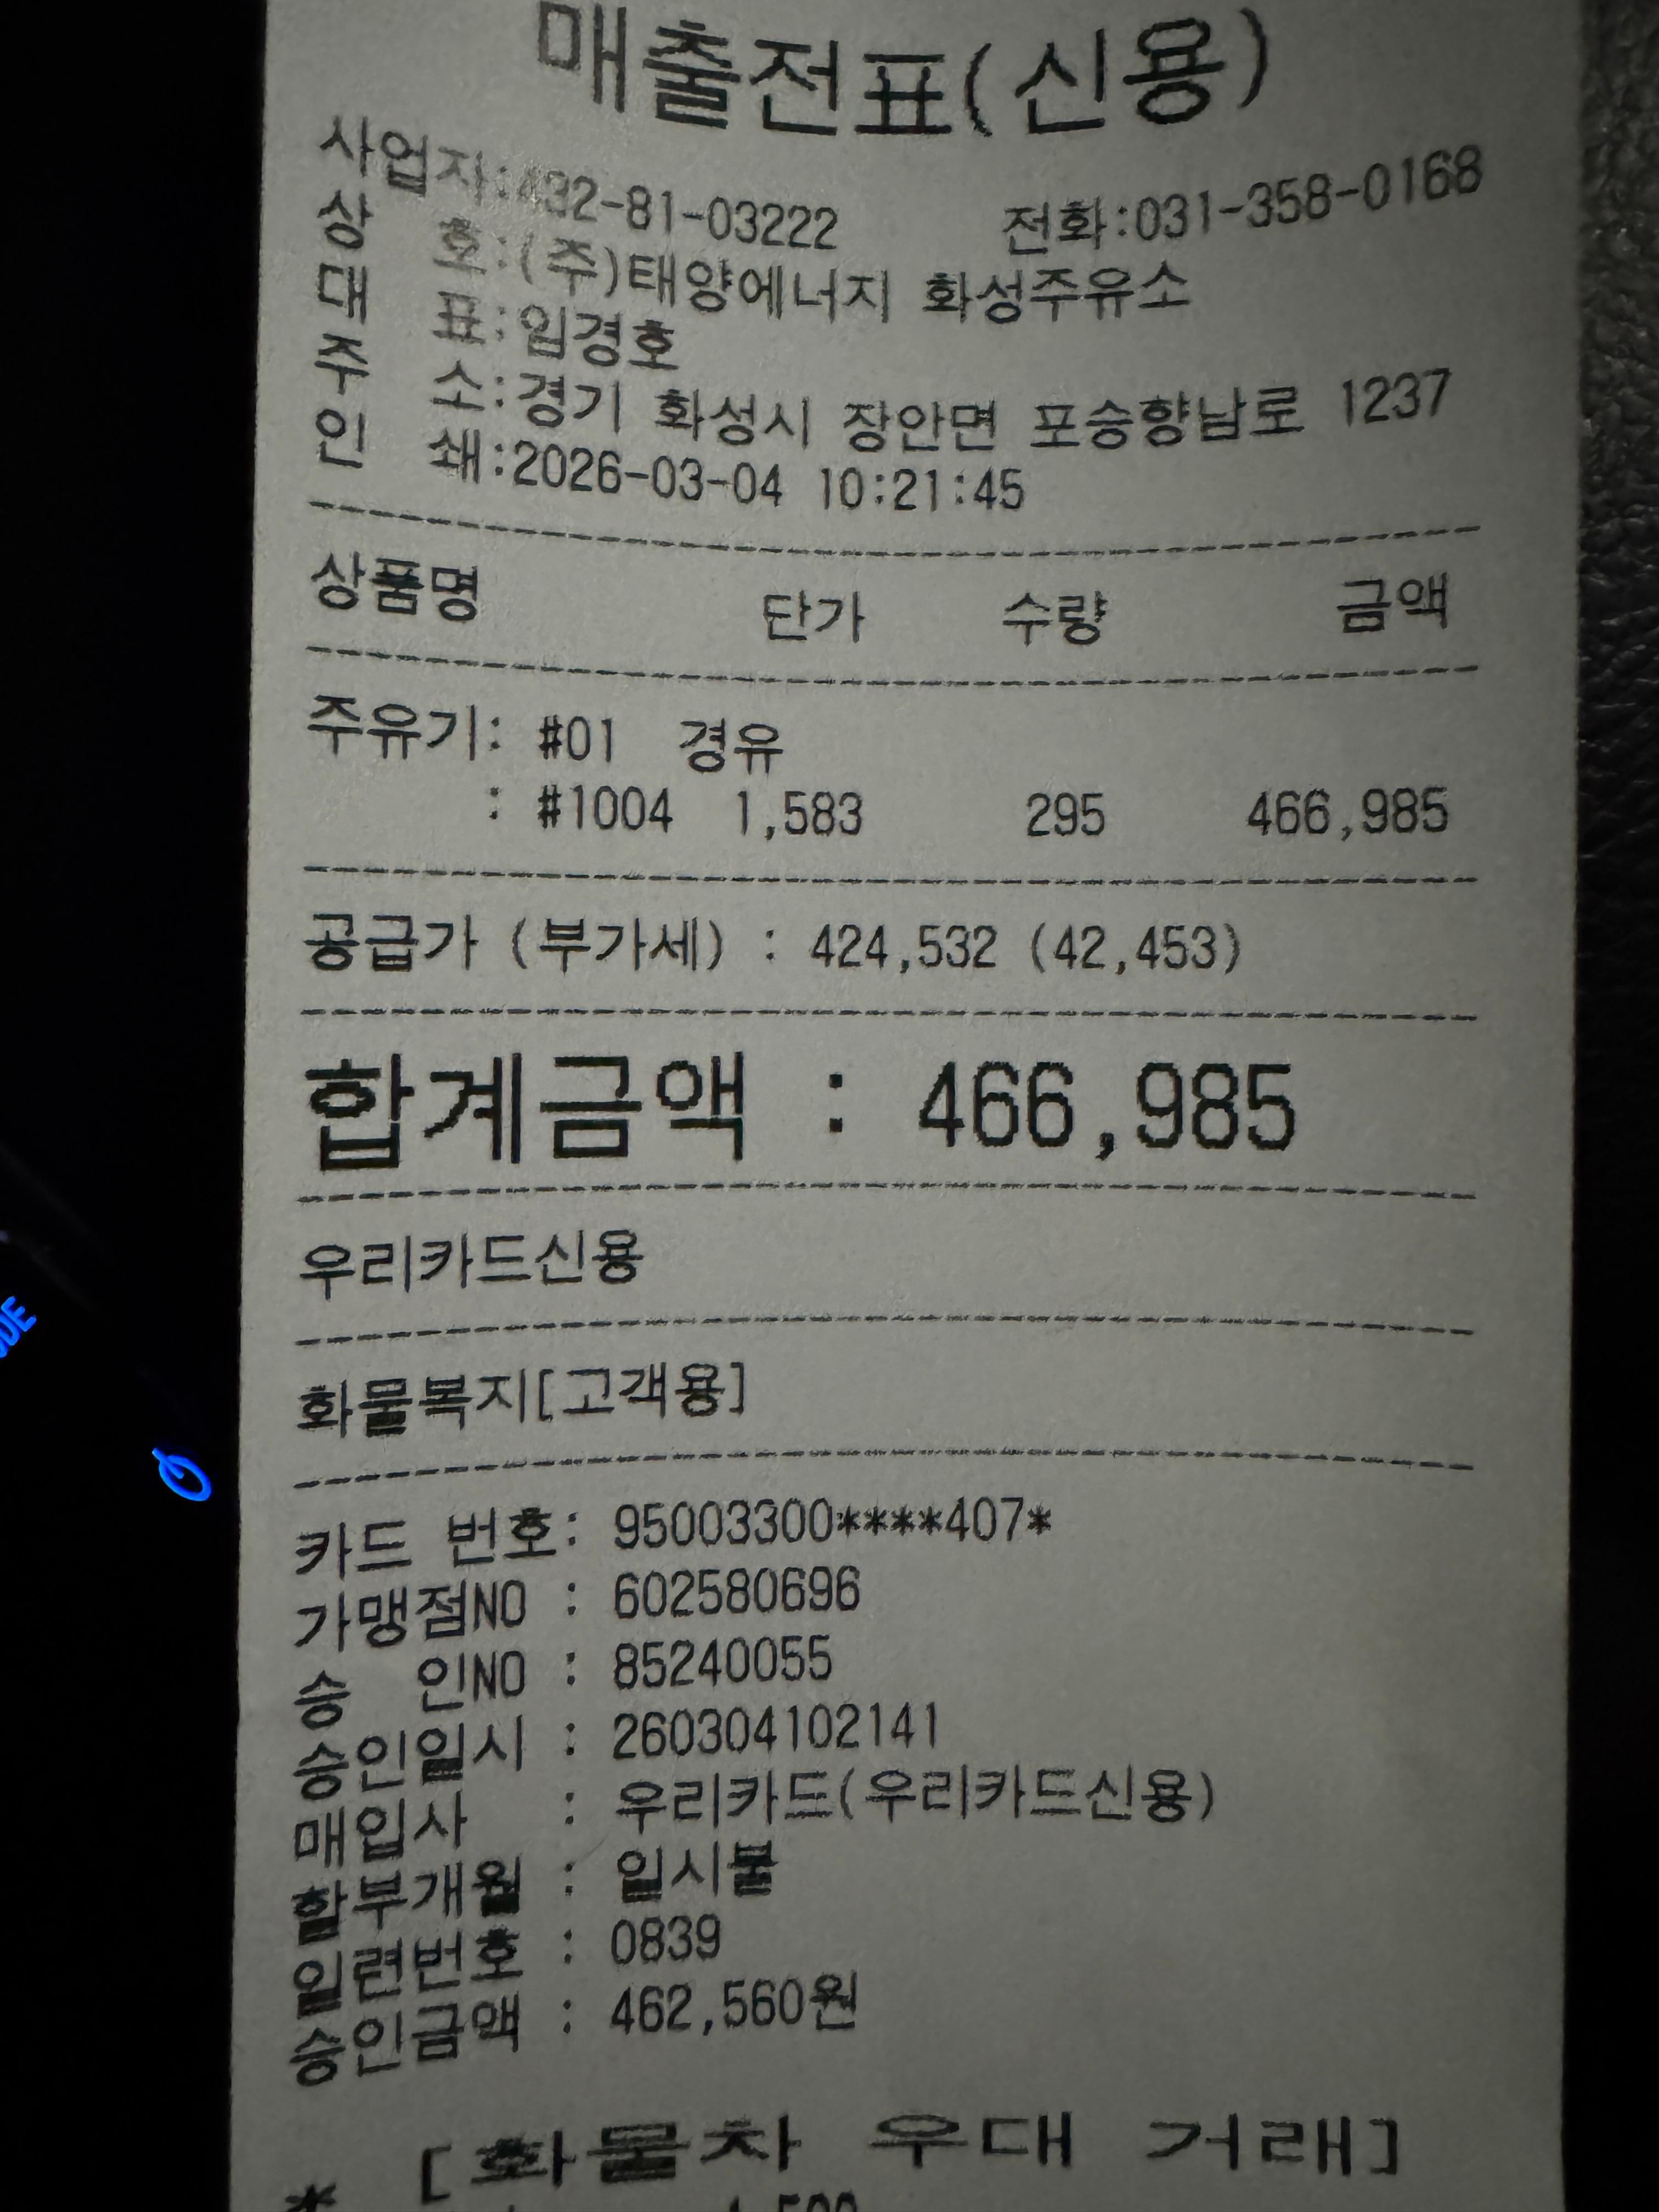 매출전표(신용)
사업자:432-81-03222 전화:031-358-0168
상 호:(주)태양에너지 화성주유소
대 표:임경호
주 소:경기 화성시 장안면 포승향남로 1237
인 쇄:2026-03-04 10:21:45
상품명 단가 수량 금액
주유기: #01 경유
: #1004 1,583 295 466,985
공급가 (부가세) : 424,532 (42,453)
합계금액 : 466,985
우리카드신용
화물복지[고객용]
카드 번호: 95003300****407*
가맹점NO : 602580696
승 인NO : 85240055
승인일시 : 260304102141
매입사 : 우리카드(우리카드신용)
할부개월 : 일시불
일련번호 : 0839
승인금액 : 462,560원
[화물차 우대 거래]
*